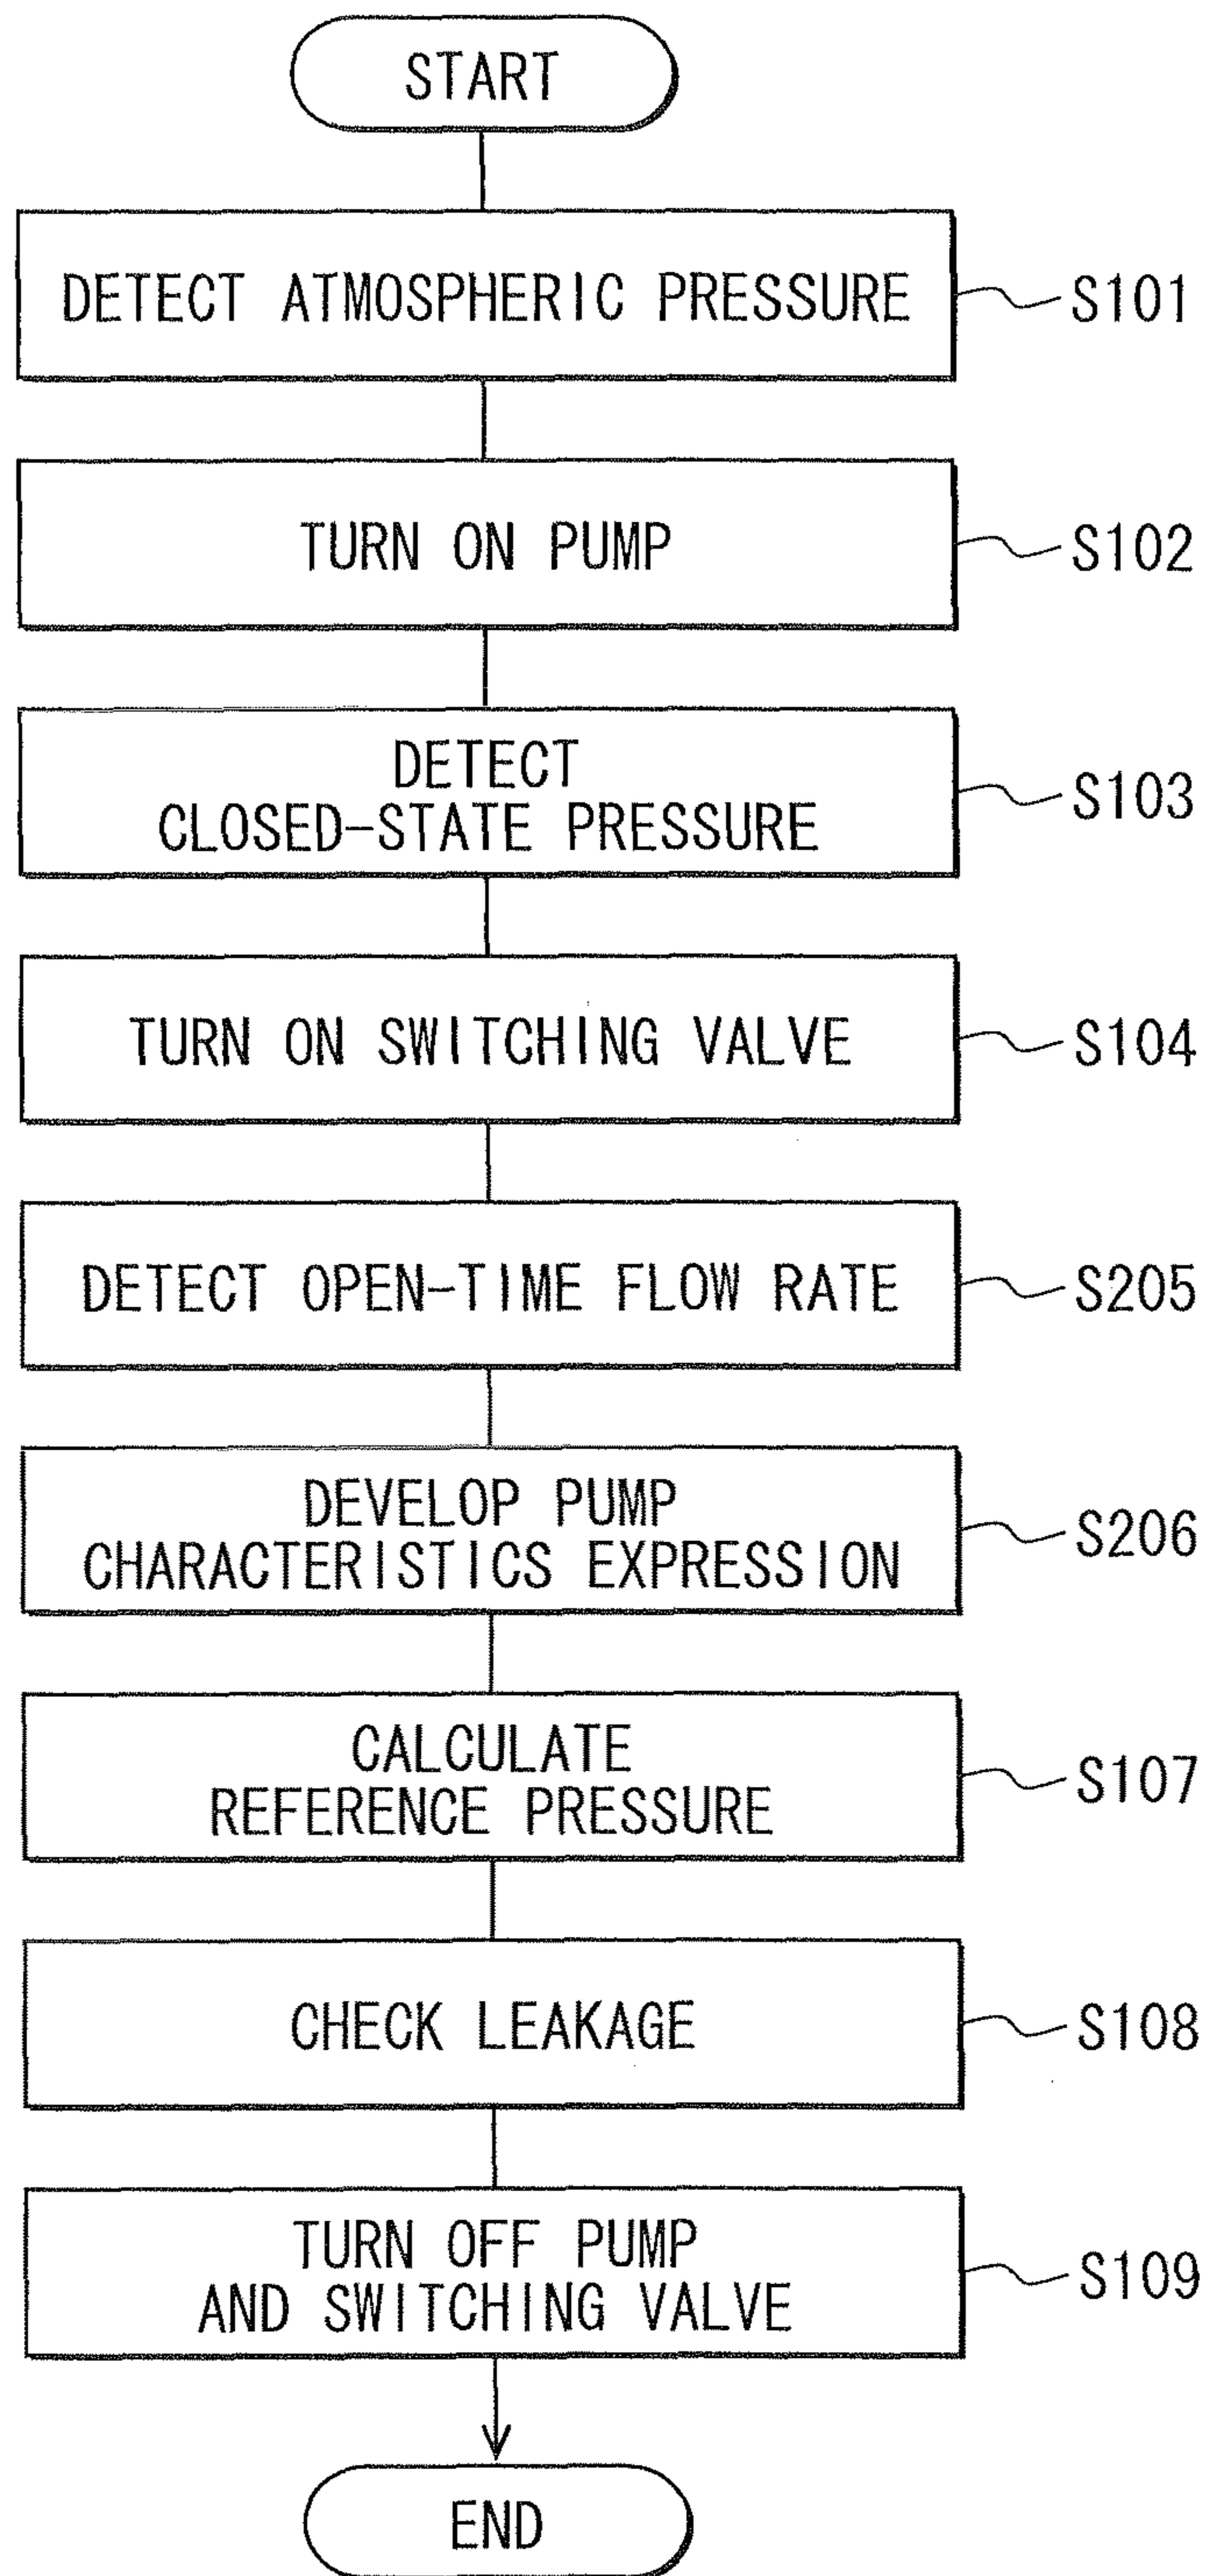 START
DETECT ATMOSPHERIC PRESSURE
S101
TURN ON PUMP
S102
DETECT
CLOSED-STATE PRESSURE
S103
TURN ON SWITCHING VALVE
S104
DETECT OPEN-TIME FLOW RATE
S205
DEVELOP PUMP
CHARACTERISTICS EXPRESSION
S206
CALCULATE
REFERENCE PRESSURE
S107
CHECK LEAKAGE
S108
TURN OFF PUMP
AND SWITCHING VALVE
S109
END